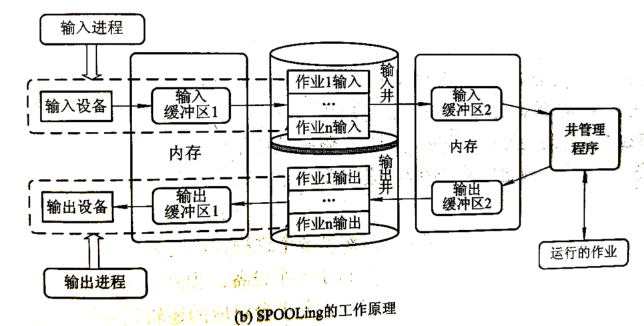 输入进程
输入设备
输入
缓冲区1
作业1输入
...
作业n输入
输入井
输入
缓冲区2
井管理
程序
内存
内存
输出设备
输出
缓冲区1
作业1输出
...
作业n输出
输出井
输出
缓冲区2
运行的作业
输出进程
(b) SPOOLing的工作原理